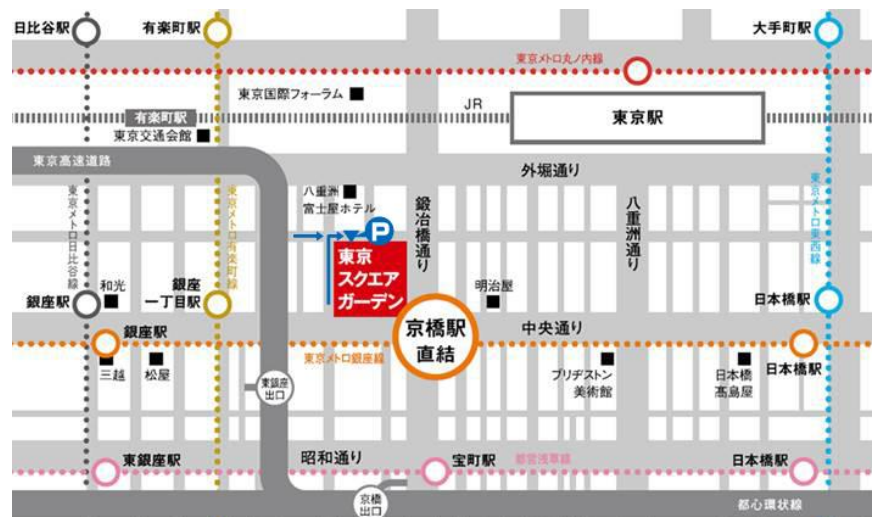 日比谷駅
有楽町駅
大手町駅
東京メトロ丸ノ内線
東京国際フォーラム
JR
東京駅
有楽町駅
東京交通会館
東京高速道路
外堀通り
東京メトロ日比谷線
東京メトロ有楽町線
八重洲
富士屋ホテル
鍛冶橋通り
八重洲通り
東京メトロ東西線
P
東京
スクエア
ガーデン
和光
銀座駅
銀座
一丁目駅
明治屋
日本橋駅
京橋駅
直結
銀座駅
中央通り
東京メトロ銀座線
日本橋駅
三越
松屋
東銀座
出口
ブリヂストン
美術館
日本橋
髙島屋
東銀座駅
昭和通り
宝町駅
都営浅草線
日本橋駅
京橋
出口
都心環状線